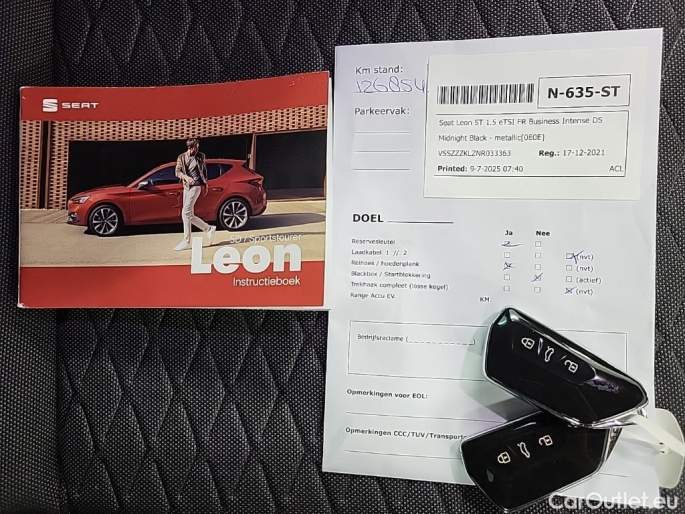 SEAT
5D / Sportstourer
Leon
Instructieboek
Km stand:
126854
Parkeervak:
N-635-ST
Seat Leon ST 1.5 eTSI FR Business Intense DS
Midnight Black - metallic[0E0E]
VSSZZZKLZNR033363 Reg.: 17-12-2021
Printed: 9-7-2025 07:40 ACL
DOEL
Ja Nee
Reservesleutel 2
Laadkabel 1 // 2 (nvt)
Reihoes / hoedenplank (nvt)
Blackbox / Startblokkering (actief)
Trekhaak compleet (losse kogel) (nvt)
Range Accu EV KM:
Bedrijfsreclame (
Opmerkingen voor EOL:
Opmerkingen CCC/TUV/Transport
CarOutlet.eu